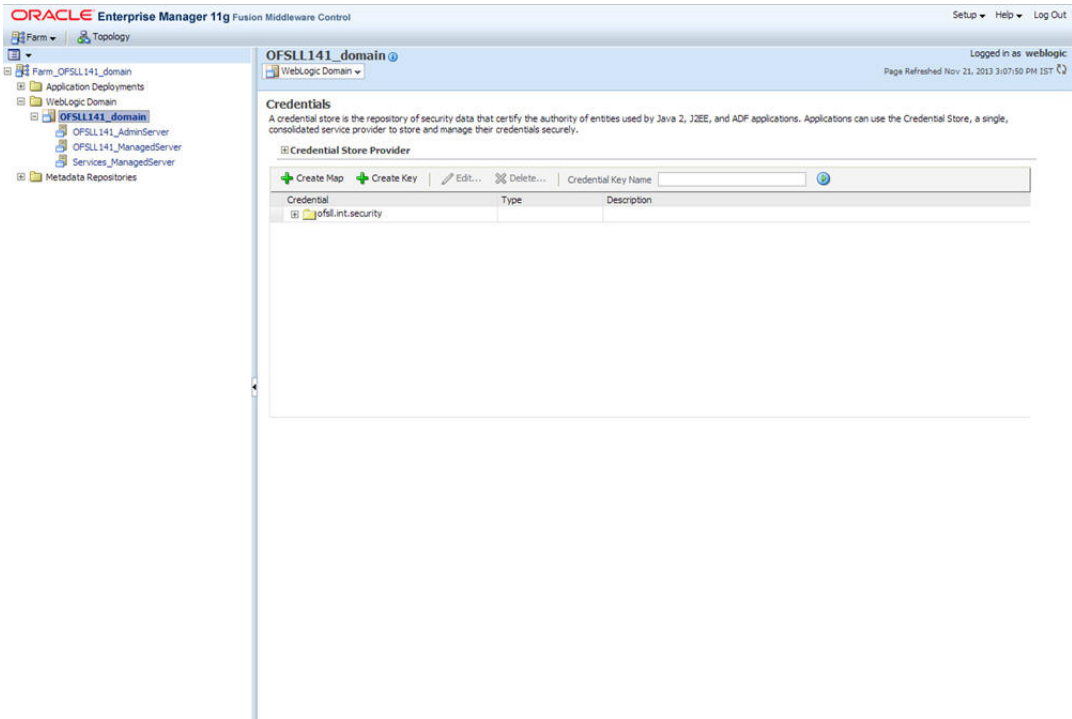 ORACLE Enterprise Manager 11g Fusion Middleware Control
Setup Help Log Out
Farm Topology
Farm_OFSLL141_domain
Application Deployments
WebLogic Domain
OFSLL141_domain
OFSLL141_AdminServer
OFSLL141_ManagedServer
Services_ManagedServer
Metadata Repositories
OFSLL141_domain
Logged in as weblogic
WebLogic Domain
Page Refreshed Nov 21, 2013 3:07:50 PM IST
Credentials
A credential store is the repository of security data that certify the authority of entities used by Java 2, J2EE, and ADF applications. Applications can use the Credential Store, a single,
consolidated service provider to store and manage their credentials securely.
Credential Store Provider
Create Map Create Key Edit... Delete... Credential Key Name
Credential Type Description
ofsll.int.security